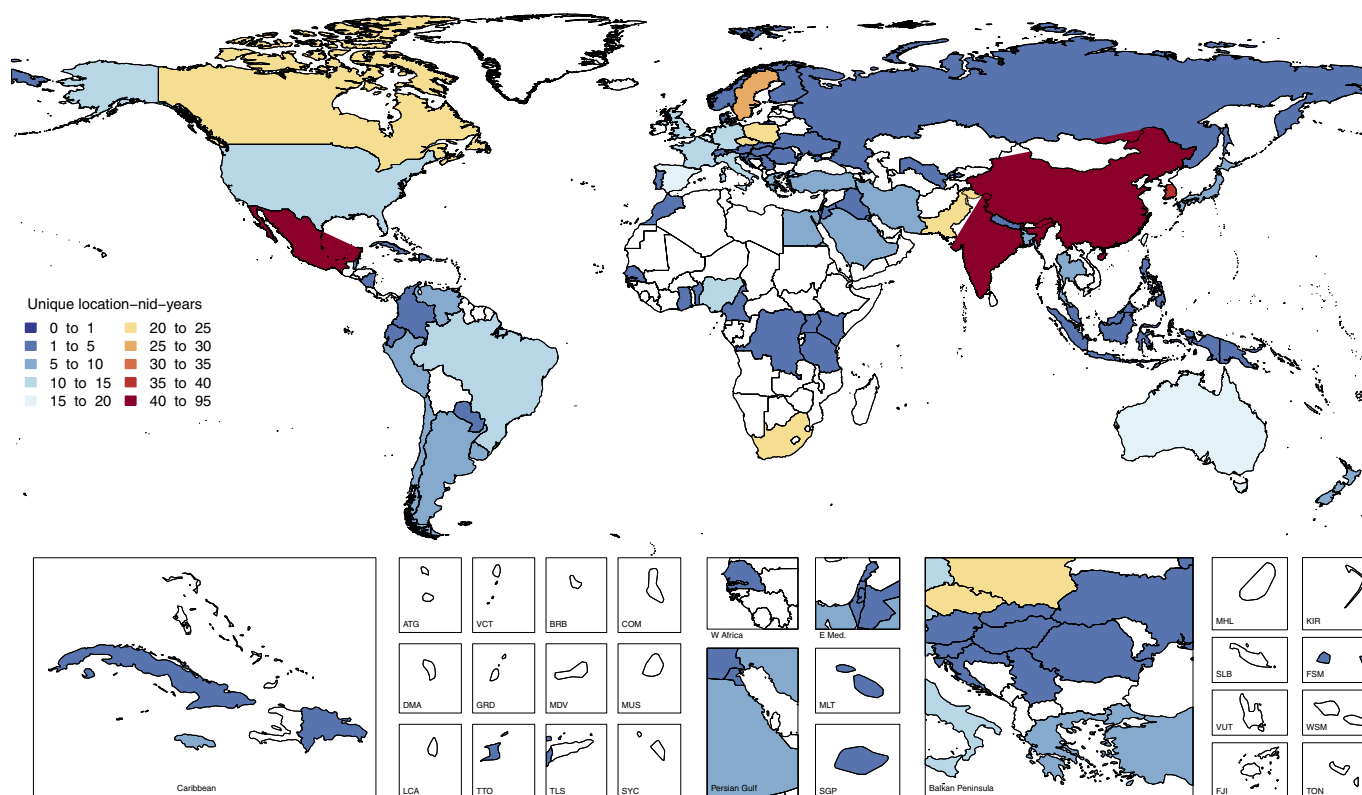 Unique location−nid−years
0 to 1
1 to 5
5 to 10
10 to 15
15 to 20
20 to 25
25 to 30
30 to 35
35 to 40
40 to 95
Caribbean
ATG
VCT
BRB
COM
DMA
GRD
MDV
MUS
LCA
TTO
TLS
SYC
W Africa
E Med.
Persian Gulf
MLT
SGP
Balkan Peninsula
MHL
KIR
SLB
FSM
VUT
WSM
FJI
TON